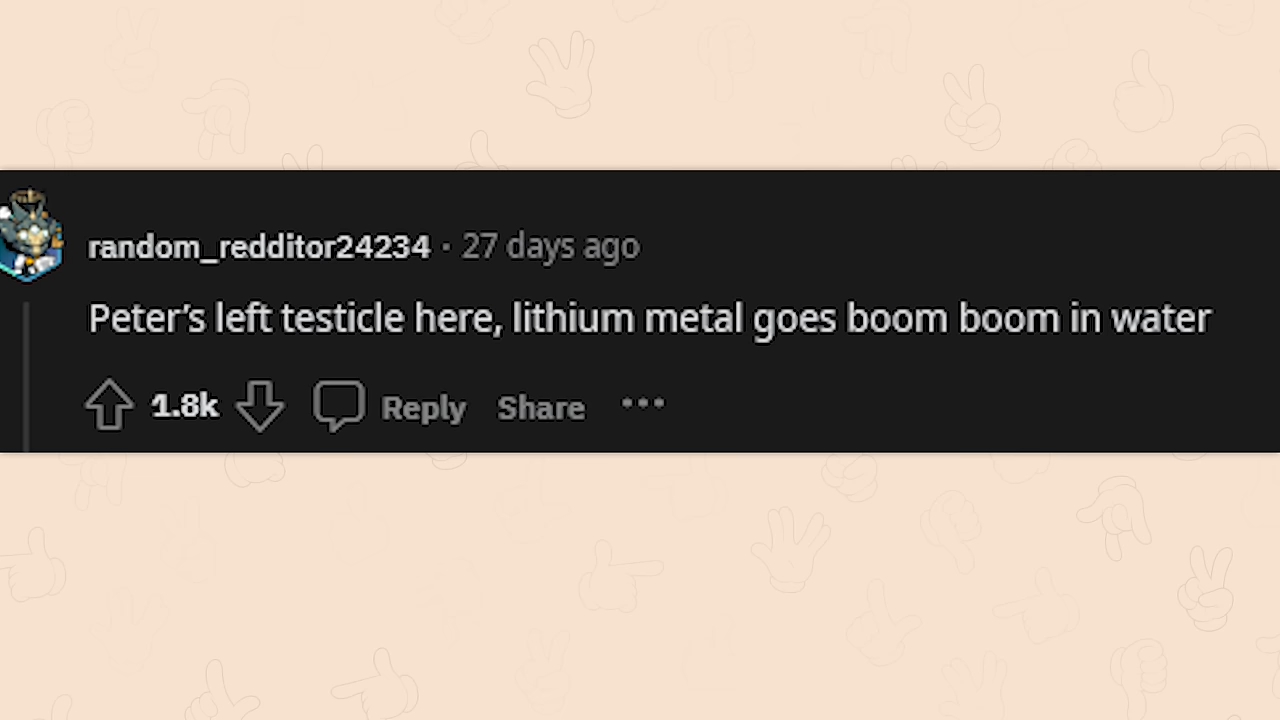 random_redditor24234 · 27 days ago
Peter’s left testicle here, lithium metal goes boom boom in water
1.8k Reply Share ···